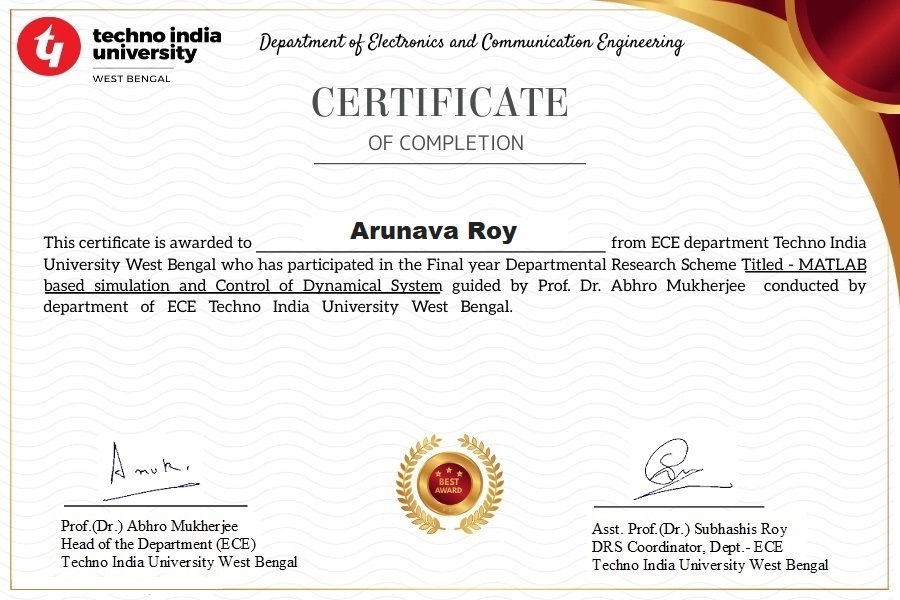 techno india
university
WEST BENGAL
Department of Electronics and Communication Engineering
CERTIFICATE
OF COMPLETION
This certificate is awarded to Arunava Roy from ECE department Techno India
University West Bengal who has participated in the Final year Departmental Research Scheme Titled - MATLAB
based simulation and Control of Dynamical System guided by Prof. Dr. Abhro Mukherjee conducted by
department of ECE Techno India University West Bengal.
BEST
AWARD
Prof.(Dr.) Abhro Mukherjee
Head of the Department (ECE)
Techno India University West Bengal
Asst. Prof.(Dr.) Subhashis Roy
DRS Coordinator, Dept.- ECE
Techno India University West Bengal